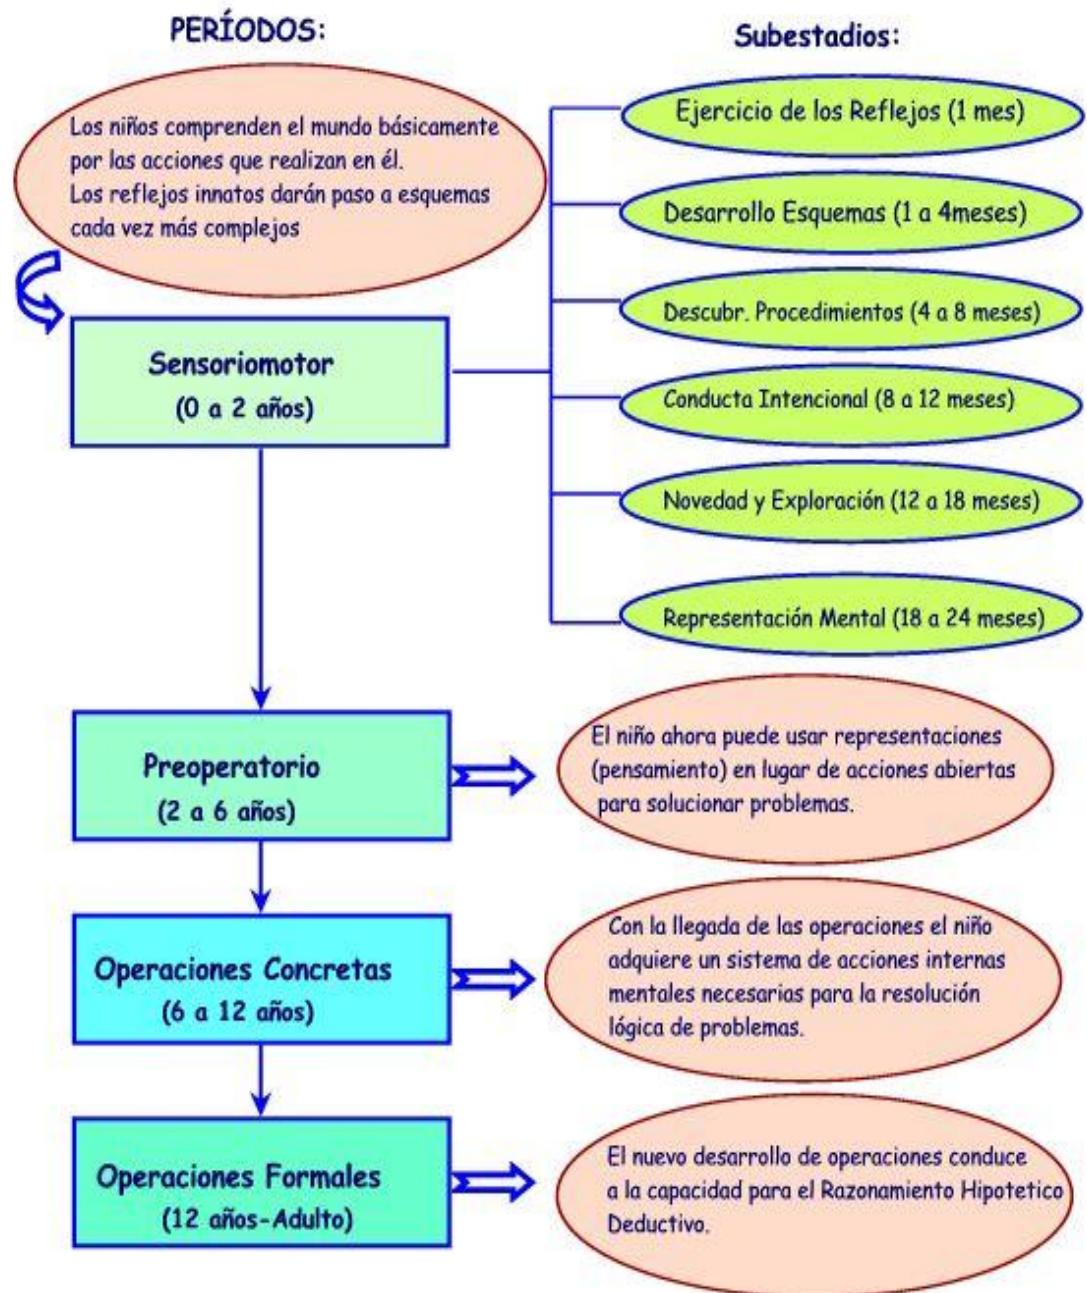 PERÍODOS:
Subestadios:
Los niños comprenden el mundo básicamente
por las acciones que realizan en él.
Los reflejos innatos darán paso a esquemas
cada vez más complejos
Sensoriomotor
(0 a 2 años)
Ejercicio de los Reflejos (1 mes)
Desarrollo Esquemas (1 a 4meses)
Descubr. Procedimientos (4 a 8 meses)
Conducta Intencional (8 a 12 meses)
Novedad y Exploración (12 a 18 meses)
Representación Mental (18 a 24 meses)
Preoperatorio
(2 a 6 años)
El niño ahora puede usar representaciones
(pensamiento) en lugar de acciones abiertas
para solucionar problemas.
Operaciones Concretas
(6 a 12 años)
Con la llegada de las operaciones el niño
adquiere un sistema de acciones internas
mentales necesarias para la resolución
lógica de problemas.
Operaciones Formales
(12 años-Adulto)
El nuevo desarrollo de operaciones conduce
a la capacidad para el Razonamiento Hipotetico
Deductivo.